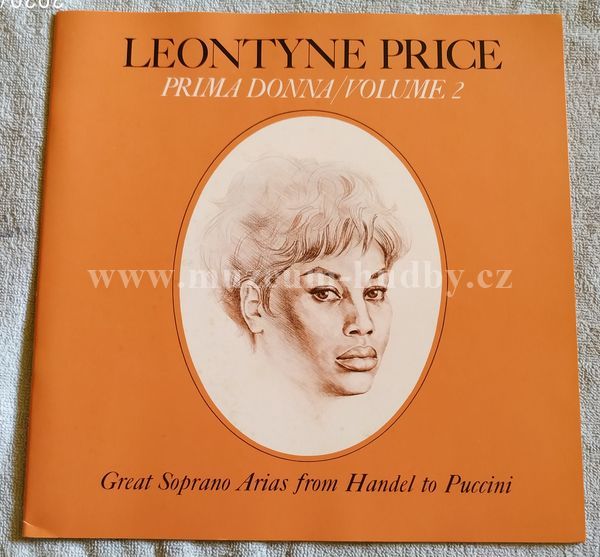 LEONTYNE PRICE
PRIMA DONNA/VOLUME 2
www.muzeum-hudby.cz
Great Soprano Arias from Handel to Puccini